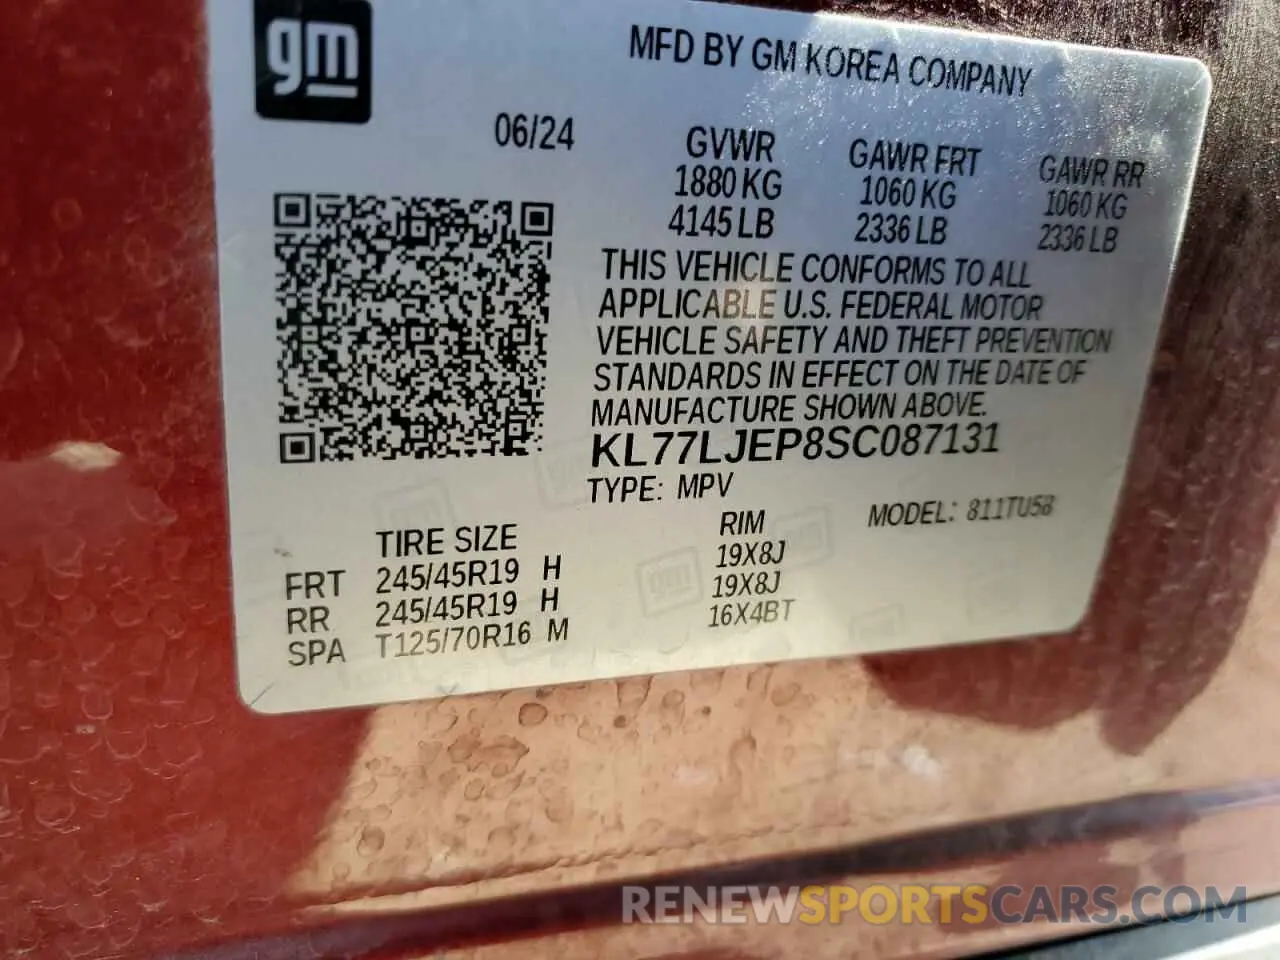 gm
MFD BY GM KOREA COMPANY
06/24
GVWR GAWR FRT GAWR RR
1880 KG 1060 KG 1060 KG
4145 LB 2336 LB 2336 LB
THIS VEHICLE CONFORMS TO ALL
APPLICABLE U.S. FEDERAL MOTOR
VEHICLE SAFETY AND THEFT PREVENTION
STANDARDS IN EFFECT ON THE DATE OF
MANUFACTURE SHOWN ABOVE.
KL77LJEP8SC087131
TYPE: MPV
MODEL: 811TU58
TIRE SIZE RIM
FRT 245/45R19 H 19X8J
RR 245/45R19 H 19X8J
SPA T125/70R16 M 16X4BT
gm
RENEWSPORTSCARS.COM